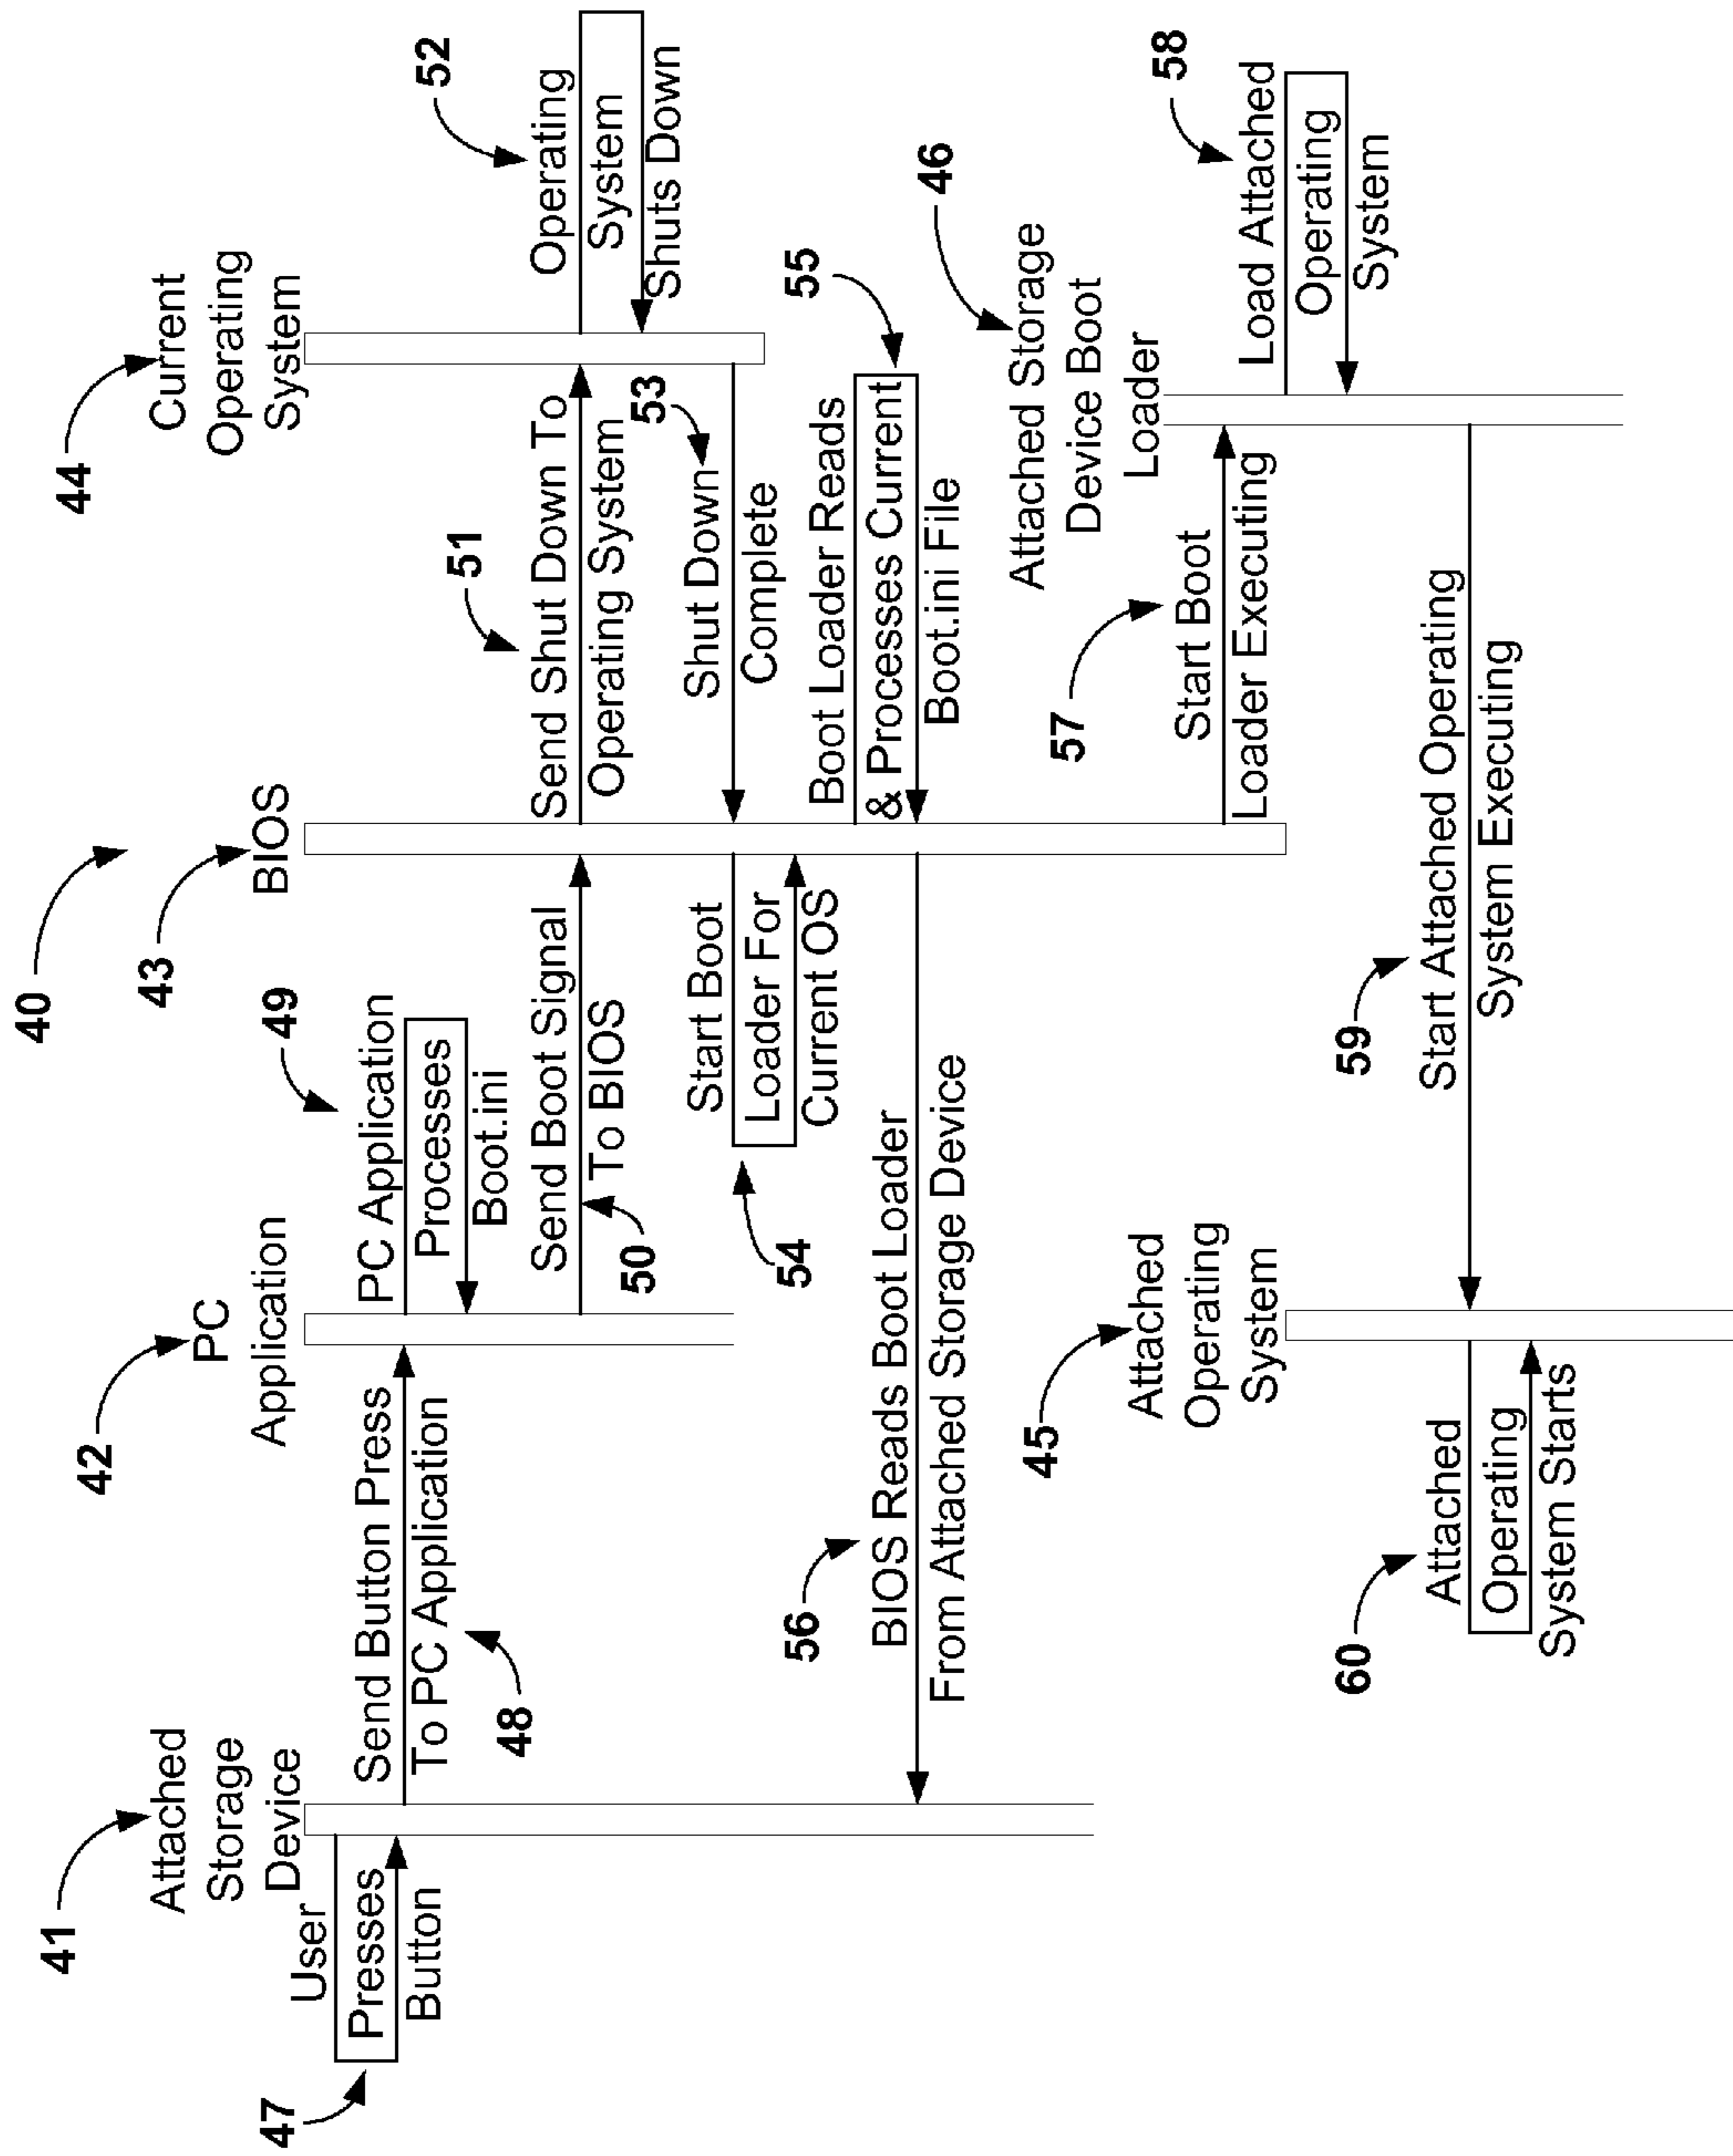 40
41
Attached
Storage
Device
42
PC
Application
43
BIOS
44
Current
Operating
System
47
User
Presses
Button
Send Button Press
To PC Application
48
49
PC Application
Processes
Boot.ini
Send Boot Signal
To BIOS
50
51
Send Shut Down To
Operating System
52
Operating
System
Shuts Down
53
Shut Down
Complete
Start Boot
Loader For
Current OS
54
55
Boot Loader Reads
& Processes Current
Boot.ini File
56
BIOS Reads Boot Loader
From Attached Storage Device
46
Attached Storage
Device Boot
Loader
57
Start Boot
Loader Executing
58
Load Attached
Operating
System
45
Attached
Operating
System
59
Start Attached Operating
System Executing
60
Attached
Operating
System Starts